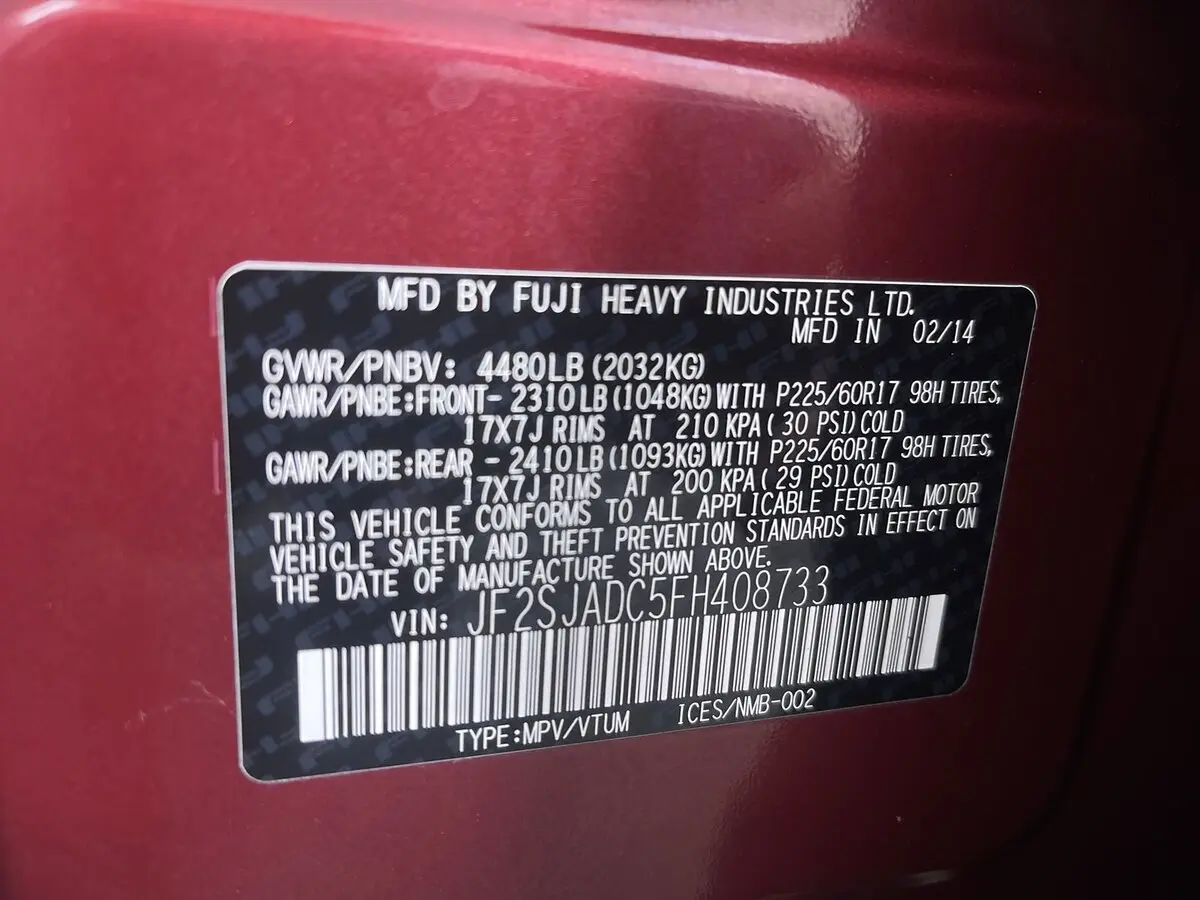 MFD BY FUJI HEAVY INDUSTRIES LTD.
MFD IN 02/14
GVWR/PNBV: 4480LB (2032KG)
GAWR/PNBE:FRONT- 2310LB (1048KG) WITH P225/60R17 98H TIRES,
17X7J RIMS AT 210 KPA ( 30 PSI) COLD
GAWR/PNBE:REAR - 2410LB (1093KG) WITH P225/60R17 98H TIRES,
17X7J RIMS AT 200 KPA ( 29 PSI) COLD
THIS VEHICLE CONFORMS TO ALL APPLICABLE FEDERAL MOTOR
VEHICLE SAFETY AND THEFT PREVENTION STANDARDS IN EFFECT ON
THE DATE OF MANUFACTURE SHOWN ABOVE.
VIN: JF2SJADC5FH408733
TYPE:MPV/VTUM ICES/NMB-002